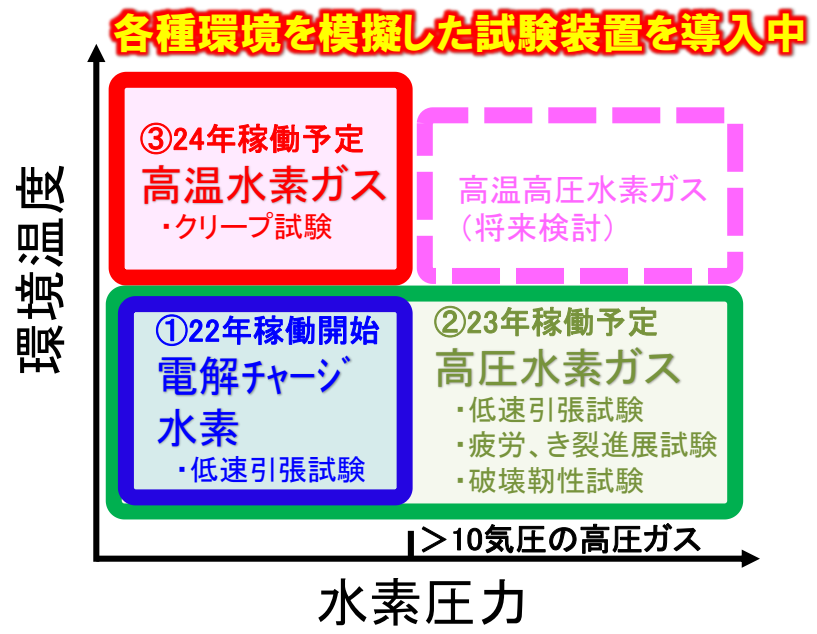 各種環境を模擬した試験装置を導入中
環境温度
③24年稼働予定
高温水素ガス
・クリープ試験
高温高圧水素ガス
（将来検討）
①22年稼働開始
電解ﾁｬｰｼﾞ
水素
・低速引張試験
②23年稼働予定
高圧水素ガス
・低速引張試験
・疲労、き裂進展試験
・破壊靭性試験
＞10気圧の高圧ガス
水素圧力